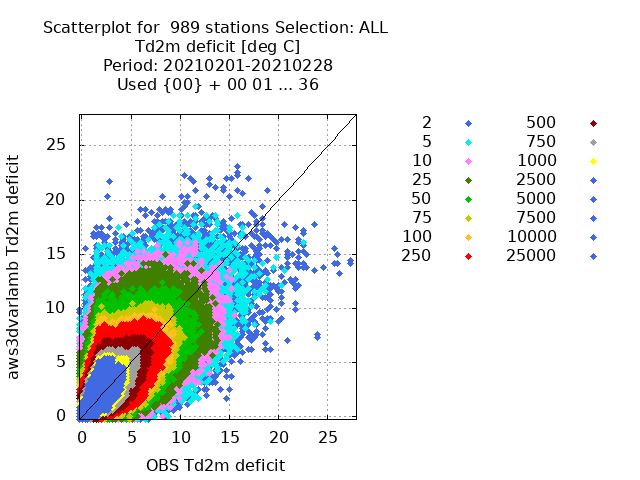 Scatterplot for  989 stations Selection: ALL
Td2m deficit [deg C]
Period: 20210201-20210228
Used {00} + 00 01 ... 36
2 500
5 750
10 1000
25 2500
50 5000
75 7500
100 10000
250 25000
aws3dvarlamb Td2m deficit
25
20
15
10
5
0
0 5 10 15 20 25
OBS Td2m deficit